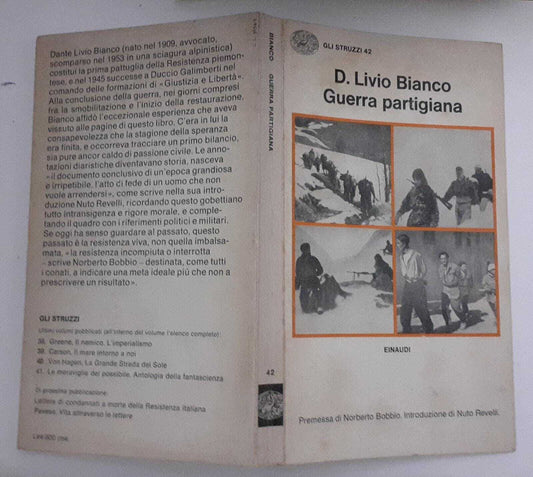 Dante Livio Bianco (nato nel 1909, avvocato,
scomparso nel 1953 in una sciagura alpinistica)
costituì la prima pattuglia della Resistenza piemon-
tese, e nel 1945 successe a Duccio Galimberti nel
comando delle formazioni di «Giustizia e Libertà».
Alla conclusione della guerra, nei giorni compresi
fra la smobilitazione e l'inizio della restaurazione,
Bianco affidò l'eccezionale esperienza che aveva
vissuto alle pagine di questo libro. C'era in lui la
consapevolezza che la stagione della speranza
era finita, e occorreva tracciare un primo bilancio,
sia pure ancor caldo di passione civile. Le anno-
tazioni diaristiche diventavano storia, nasceva
«il documento conclusivo di un'epoca grandiosa
e irripetibile, l'atto di fede di un uomo che non
vuole arrendersi», come scrive nella sua intro-
duzione Nuto Revelli, ricordando questo gobettiano
tutto intransigenza e rigore morale, e comple-
tando il quadro con i riferimenti politici e militari.
Se oggi ha senso guardare al passato, questo
passato è la resistenza viva, non quella imbalsa-
mata, «la resistenza incompiuta o interrotta
– scrive Norberto Bobbio – destinata, come tutti
i conati, a indicare una meta ideale piú che non a
prescrivere un risultato».
GLI STRUZZI
Ultimi volumi pubblicati (all'interno del volume l'elenco completo):
38. Greene, Il nemico. L'imperialismo
39. Carson, Il mare intorno a noi
40. Von Hagen, La Grande Strada del Sole
41. Le meraviglie del possibile. Antologia della fantascienza
Di prossima pubblicazione:
Lettere di condannati a morte della Resistenza italiana
Pavese, Vita attraverso le lettere
Lire 800
BIANCO GUERRA PARTIGIANA
42
GLI STRUZZI 42
D. Livio Bianco
Guerra partigiana
EINAUDI
Premessa di Norberto Bobbio. Introduzione di Nuto Revelli.